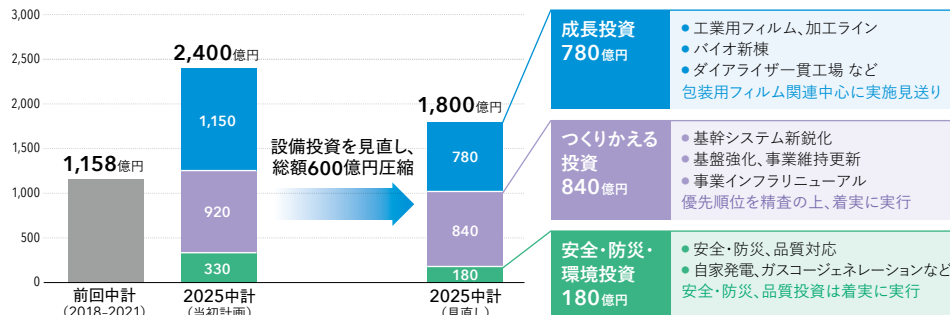 3,000
2,500
2,000
1,500
1,000
500
0
1,158億円
前回中計
(2018-2021)
2,400億円
1,150
920
330
2025中計
(当初計画)
設備投資を見直し、
総額600億円圧縮
1,800億円
780
840
180
2025中計
(見直し)
成長投資
780億円
● 工業用フィルム、加工ライン
● バイオ新棟
● ダイアライザー一貫工場 など
包装用フィルム関連中心に実施見送り
つくりかえる
投資
840億円
● 基幹システム新鋭化
● 基盤強化、事業維持更新
● 事業インフラリニューアル
優先順位を精査の上、着実に実行
安全・防災・
環境投資
180億円
● 安全・防災、品質対応
● 自家発電、ガスコージェネレーションなど
安全・防災、品質投資は着実に実行